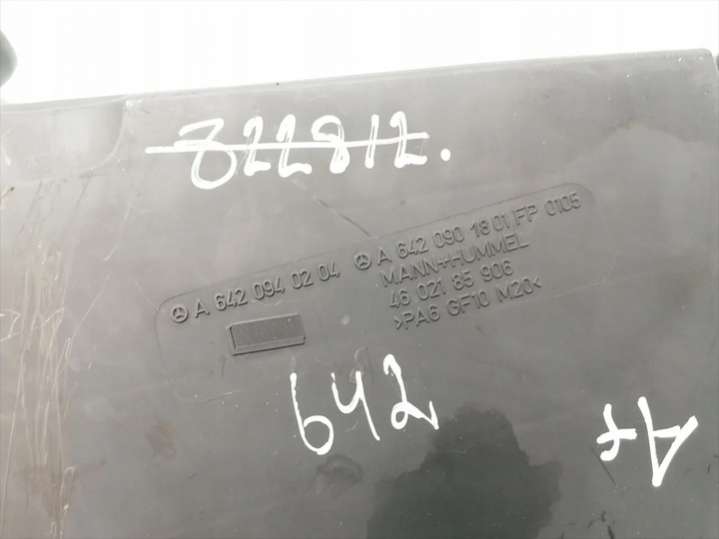 822812.
A 642 094 02 04
A 642 090 18 01 FP 0105
MANN+HUMMEL
46 021 85 906
>PA6 GF10 M20<
642